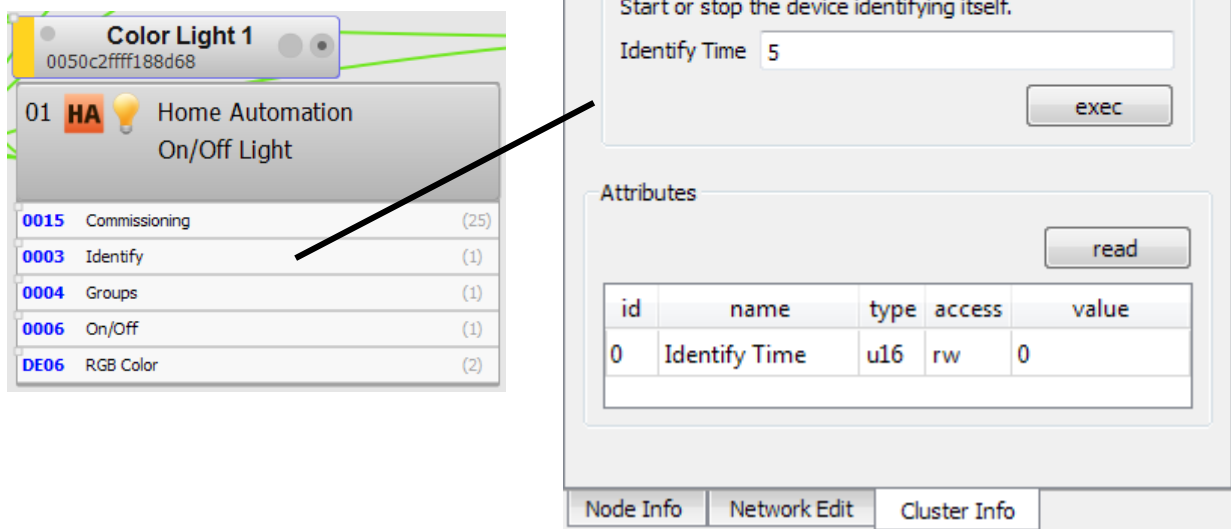 Color Light 1
0050c2ffff188d68
01 HA Home Automation
On/Off Light
0015 Commissioning (25)
0003 Identify (1)
0004 Groups (1)
0006 On/Off (1)
DE06 RGB Color (2)
Start or stop the device identifying itself.
Identify Time 5
exec
Attributes
read
id name type access value
0 Identify Time u16 rw 0
Node Info Network Edit Cluster Info